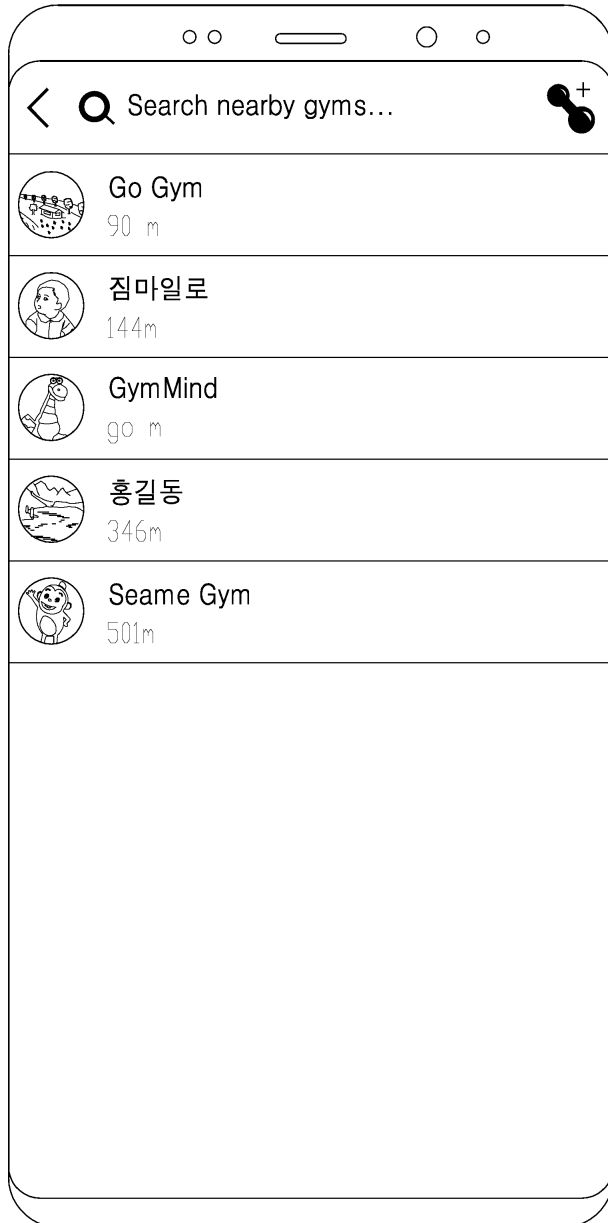 Search nearby gyms...
Go Gym
90 m
짐마일로
144m
GymMind
go m
홍길동
346m
Seame Gym
501m